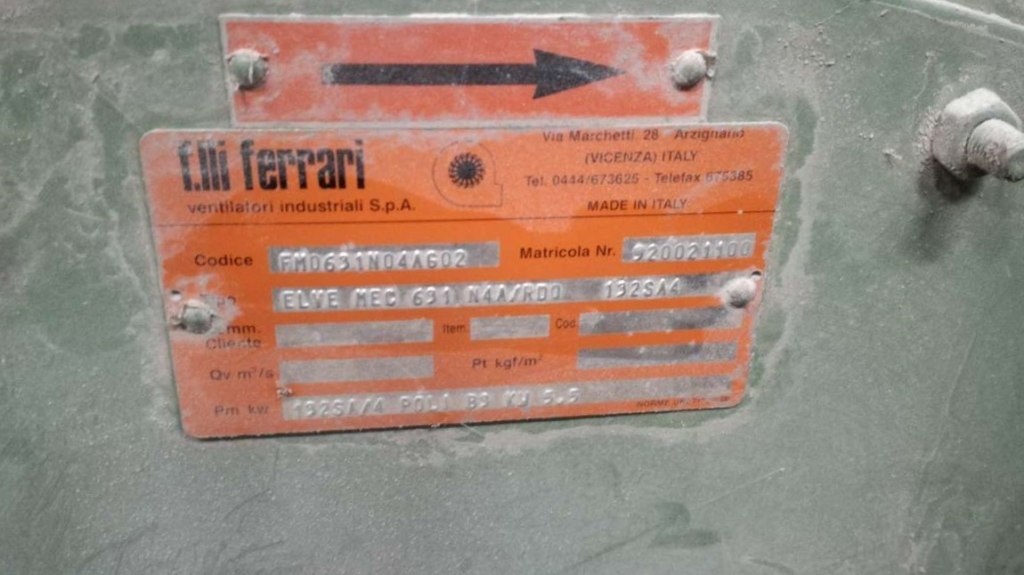 f.lli ferrari
ventilatori industriali S.p.A.
Via Marchetti 28 - Arzignano
(VICENZA) ITALY
Tel. 0444/673625 - Telefax 675385
MADE IN ITALY
Codice FM0631N04AG02 Matricola Nr. 920021100
ELVE MEC 631 N4A/RDO 132SA4
Comm. Item Cod.
Cliente
Qv m³/s Pt kgf/m²
Pm kw 132SA/4 POLI B3 KW 5.5